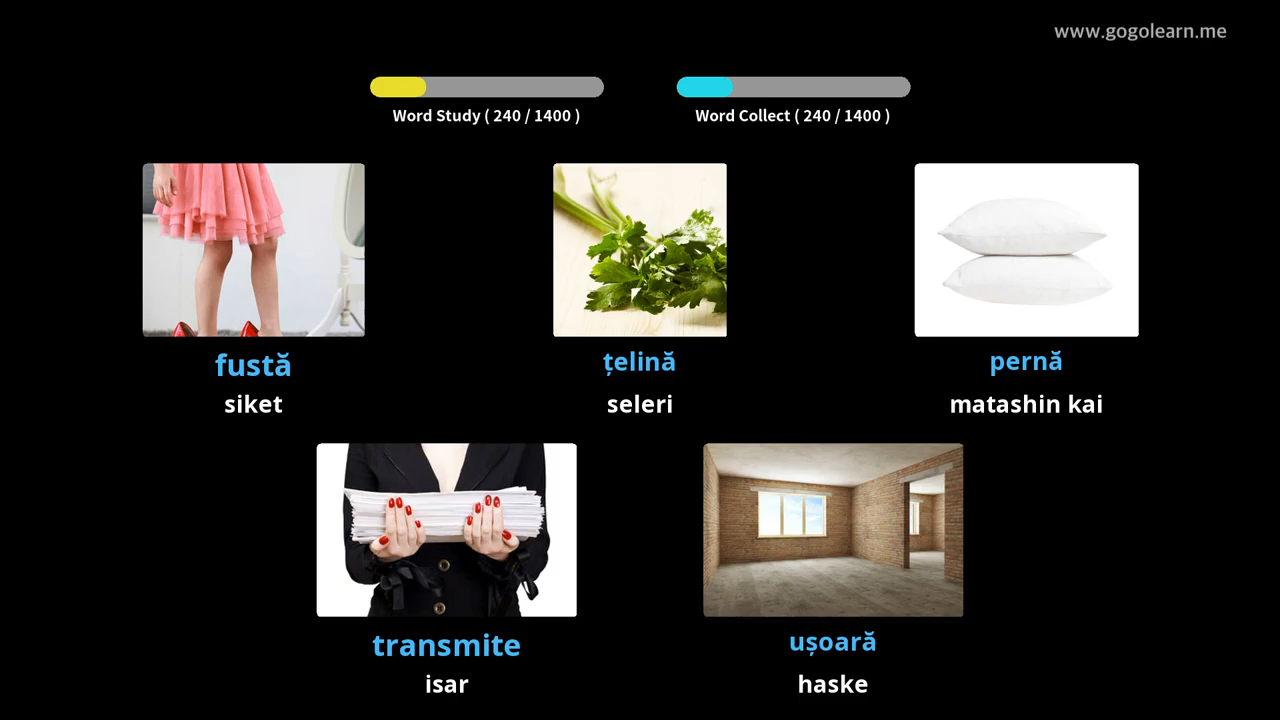 www.gogolearn.me
Word Study ( 240 / 1400 )
Word Collect ( 240 / 1400 )
fustă
siket
țelină
seleri
pernă
matashin kai
transmite
isar
ușoară
haske